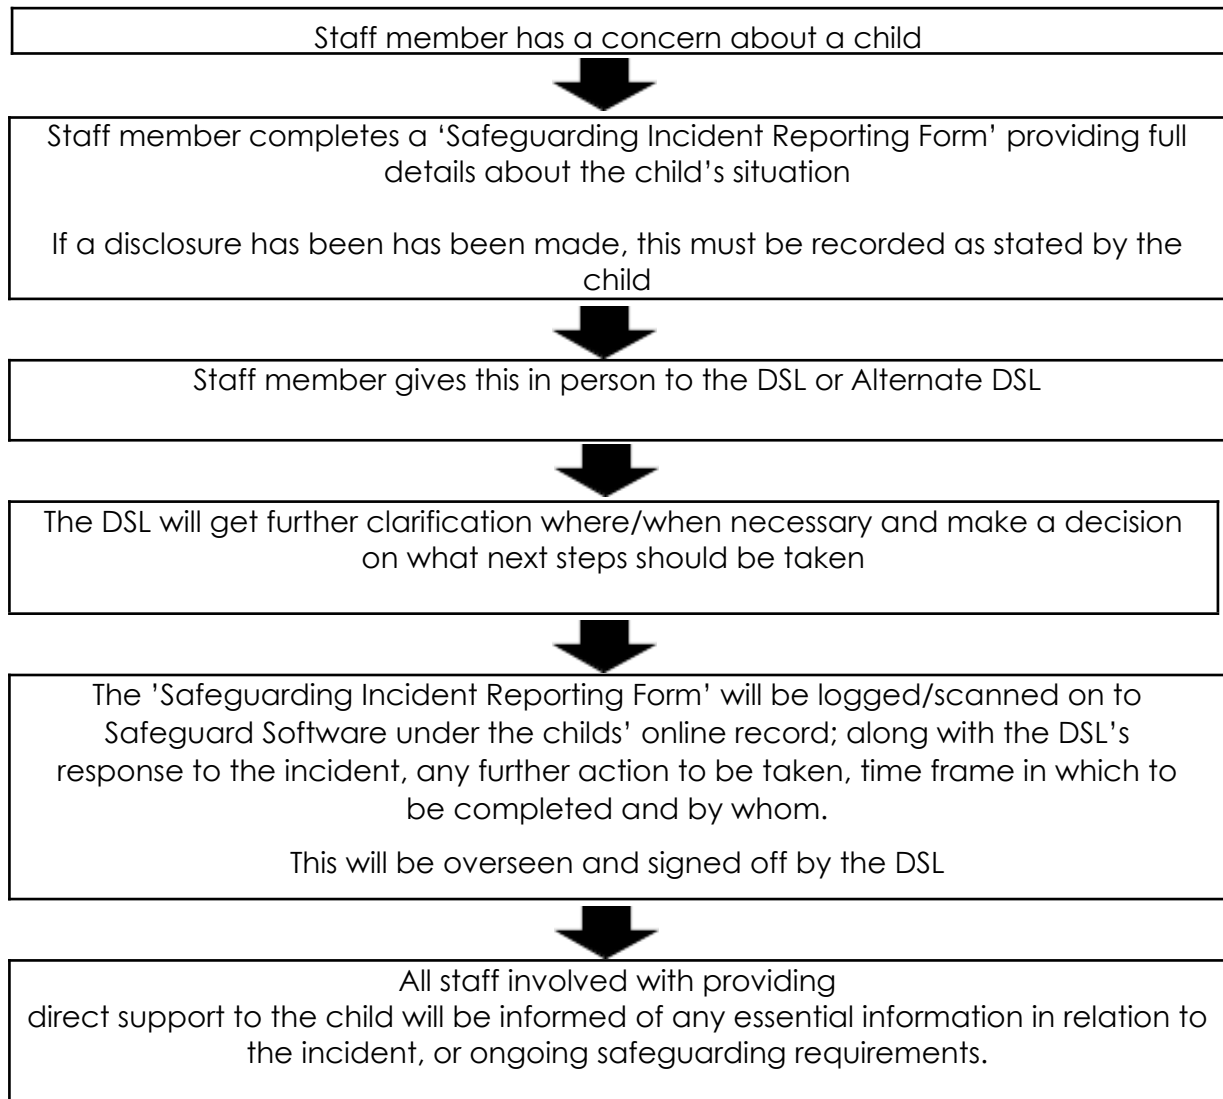 Staff member has a concern about a child
Staff member completes a ‘Safeguarding Incident Reporting Form’ providing full
details about the child’s situation
If a disclosure has been has been made, this must be recorded as stated by the
child
Staff member gives this in person to the DSL or Alternate DSL
The DSL will get further clarification where/when necessary and make a decision
on what next steps should be taken
The ’Safeguarding Incident Reporting Form’ will be logged/scanned on to
Safeguard Software under the childs’ online record; along with the DSL’s
response to the incident, any further action to be taken, time frame in which to
be completed and by whom.
This will be overseen and signed off by the DSL
All staff involved with providing
direct support to the child will be informed of any essential information in relation to
the incident, or ongoing safeguarding requirements.